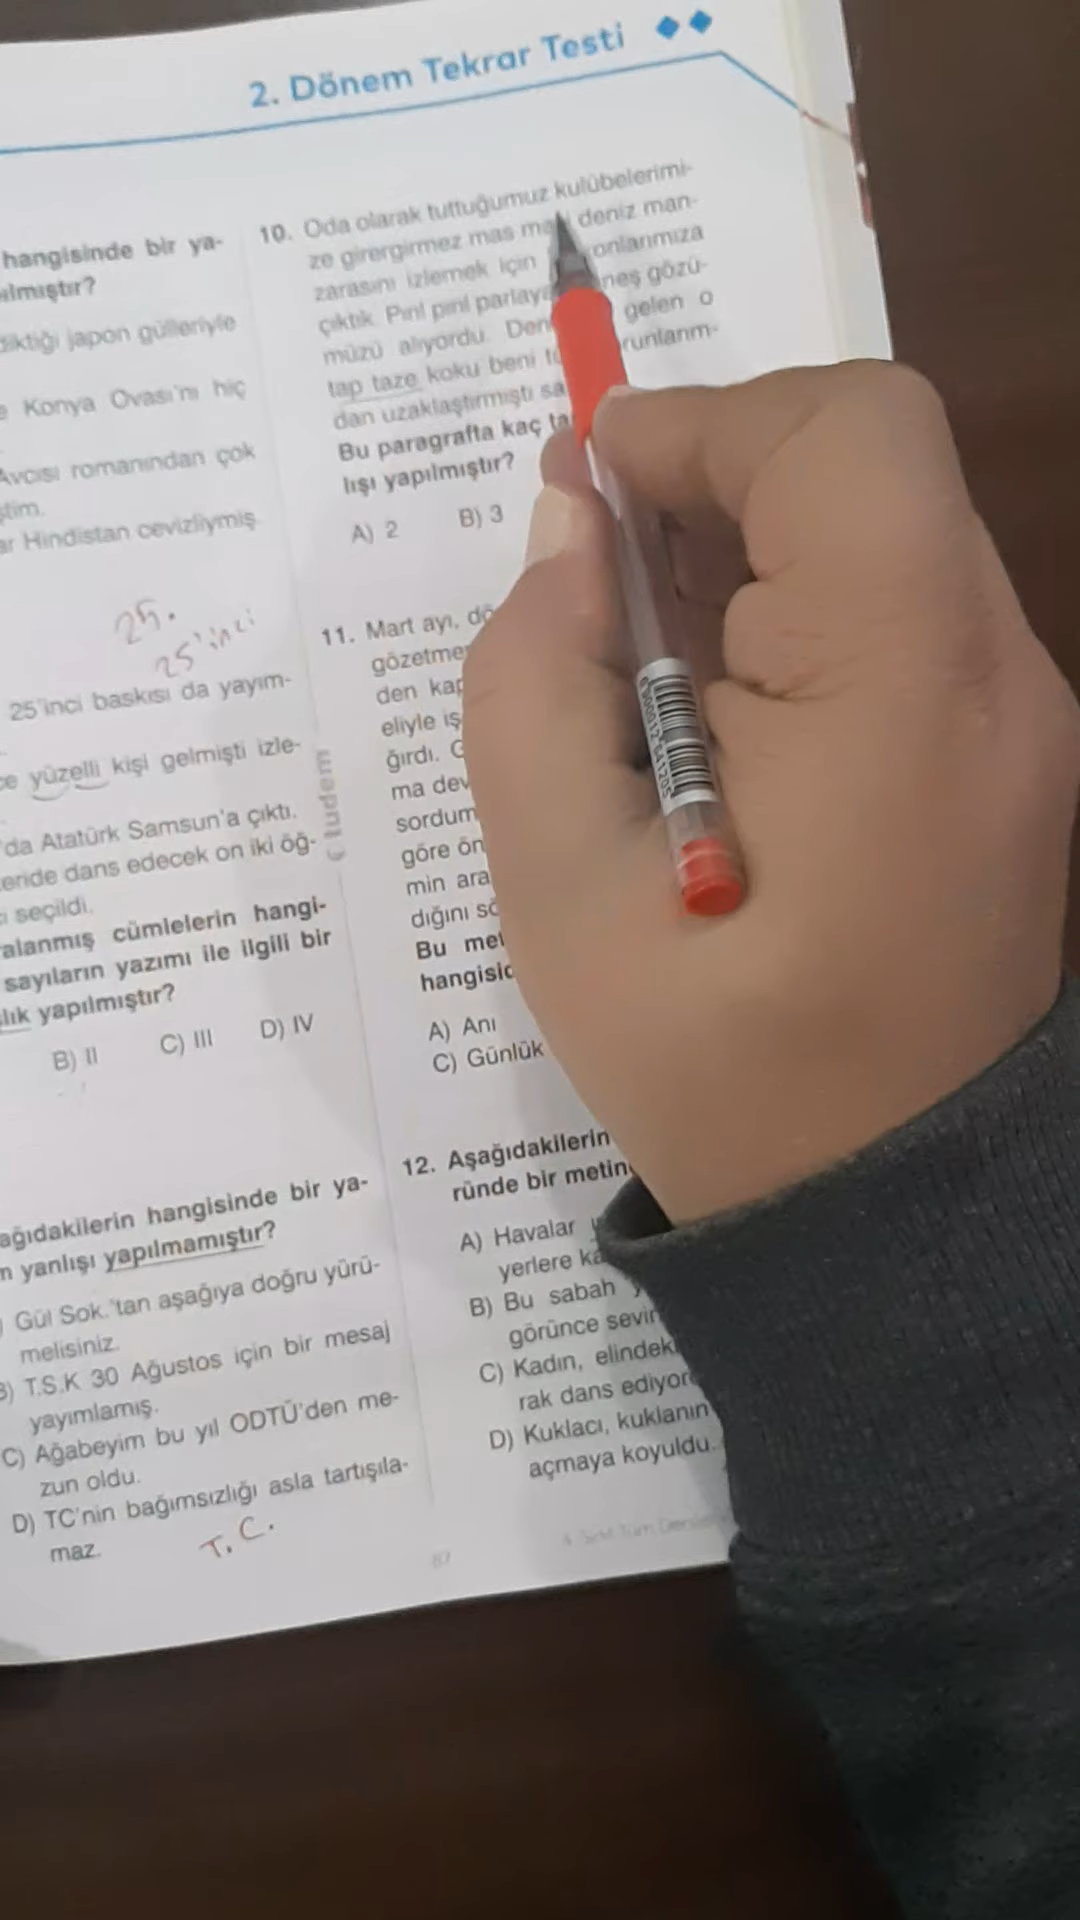 2. Dönem Tekrar Testi
hangisinde bir ya-
ılmıştır?
diktiği japon gülleriyle
Konya Ovası'nı hiç
Avcısı romanından çok
ştim.
ar Hindistan cevizliymiş.
25.
25'inci
25'inci baskısı da yayım-
yüzelli kişi gelmişti izle-
'da Atatürk Samsun'a çıktı.
eride dans edecek on iki öğ-
seçildi.
alanmış cümlelerin hangi-
sayıların yazımı ile ilgili bir
lık yapılmıştır?
B) II C) III D) IV
ağıdakilerin hangisinde bir ya-
m yanlışı yapılmamıştır?
Gül Sok.'tan aşağıya doğru yürü-
melisiniz.
B) T.S.K 30 Ağustos için bir mesaj
yayımlamış.
C) Ağabeyim bu yıl ODTÜ'den me-
zun oldu.
D) TC'nin bağımsızlığı asla tartışıla-
maz.
T.C.
tudem
10. Oda olarak tuttuğumuz kulübelerimi-
ze girergirmez mas ma deniz man-
zarasını izlemek için onlarımıza
çıktık. Pırıl pırıl parlaya neş gözü-
müzü alıyordu. Den gelen o
tap taze koku beni tü runların-
dan uzaklaştırmıştı sa
Bu paragrafta kaç ta
lışı yapılmıştır?
A) 2 B) 3
11. Mart ayı, dö
gözetme
den kap
eliyle iş
ğırdı. G
ma dev
sordum
göre ön
min ara
dığını sö
Bu met
hangisid
A) Anı
C) Günlük
12. Aşağıdakilerin
ründe bir metin
A) Havalar
yerlere ka
B) Bu sabah
görünce sevin
C) Kadın, elindeki
rak dans ediyor
D) Kuklacı, kuklanın
açmaya koyuldu.
87